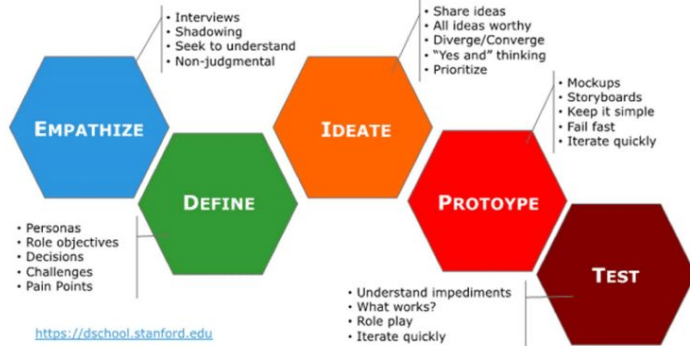 • Interviews
• Shadowing
• Seek to understand
• Non-judgmental
EMPATHIZE
• Personas
• Role objectives
• Decisions
• Challenges
• Pain Points
DEFINE
• Share ideas
• All ideas worthy
• Diverge/Converge
• "Yes and" thinking
• Prioritize
IDEATE
• Mockups
• Storyboards
• Keep it simple
• Fail fast
• Iterate quickly
PROTOYPE
• Understand impediments
• What works?
• Role play
• Iterate quickly
TEST
https://dschool.stanford.edu